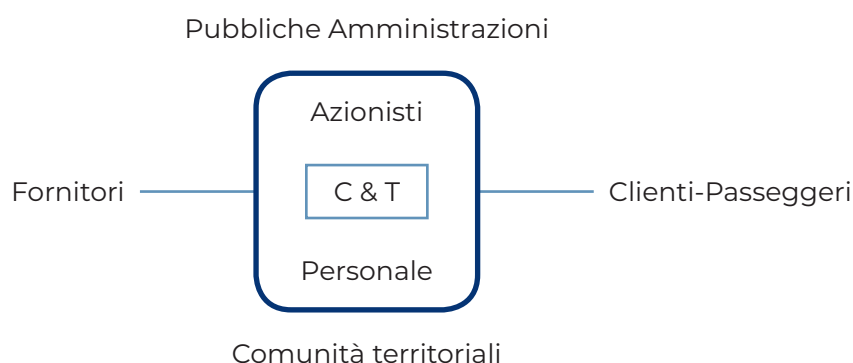 Pubbliche Amministrazioni
Azionisti
Fornitori
C & T
Clienti-Passeggeri
Personale
Comunità territoriali